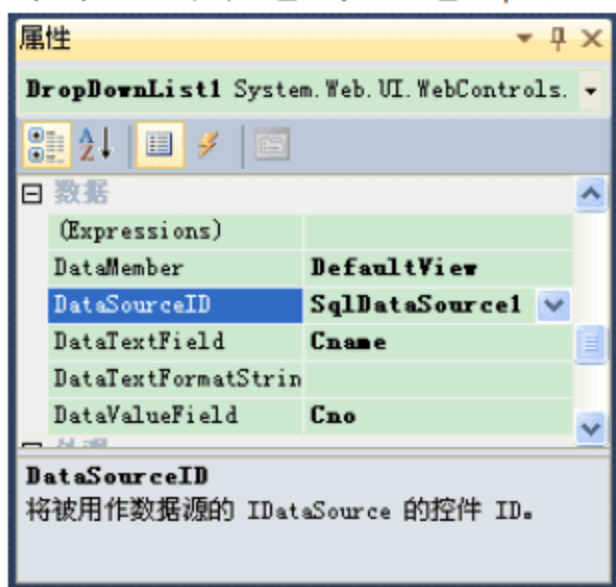 属性
DropDownList1 System.Web.UI.WebControls.
数据
(Expressions)
DataMember DefaultView
DataSourceID SqlDataSource1
DataTextField Cname
DataTextFormatStrin
DataValueField Cno
DataSourceID
将被用作数据源的 IDataSource 的控件 ID。